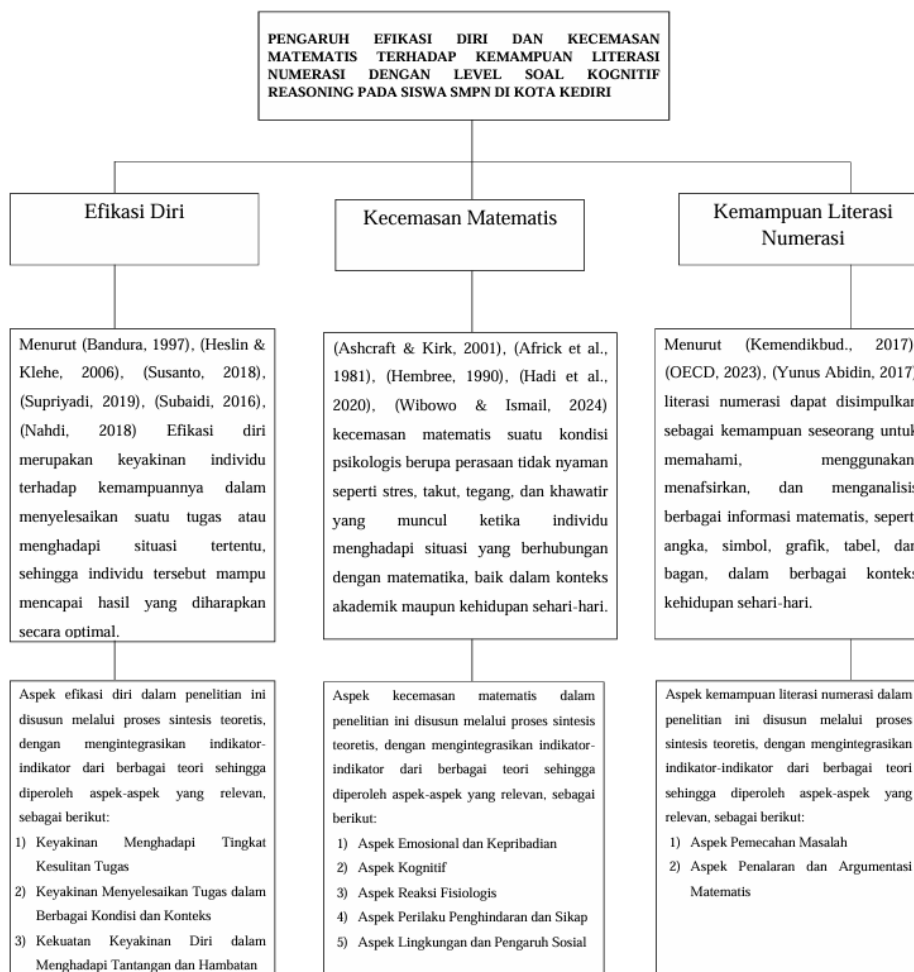 PENGARUH EFIKASI DIRI DAN KECEMASAN
MATEMATIS TERHADAP KEMAMPUAN LITERASI
NUMERASI DENGAN LEVEL SOAL KOGNITIF
REASONING PADA SISWA SMPN DI KOTA KEDIRI
Efikasi Diri
Menurut (Bandura, 1997), (Heslin &
Klehe, 2006), (Susanto, 2018),
(Supriyadi, 2019), (Subaidi, 2016),
(Nahdi, 2018) Efikasi diri
merupakan keyakinan individu
terhadap kemampuannya dalam
menyelesaikan suatu tugas atau
menghadapi situasi tertentu,
sehingga individu tersebut mampu
mencapai hasil yang diharapkan
secara optimal.
Aspek efikasi diri dalam penelitian ini
disusun melalui proses sintesis teoretis,
dengan mengintegrasikan indikator-
indikator dari berbagai teori sehingga
diperoleh aspek-aspek yang relevan,
sebagai berikut:
1) Keyakinan Menghadapi Tingkat
Kesulitan Tugas
2) Keyakinan Menyelesaikan Tugas dalam
Berbagai Kondisi dan Konteks
3) Kekuatan Keyakinan Diri dalam
Menghadapi Tantangan dan Hambatan
Kecemasan Matematis
(Ashcraft & Kirk, 2001), (Africk et al.,
1981), (Hembree, 1990), (Hadi et al.,
2020), (Wibowo & Ismail, 2024)
kecemasan matematis suatu kondisi
psikologis berupa perasaan tidak nyaman
seperti stres, takut, tegang, dan khawatir
yang muncul ketika individu
menghadapi situasi yang berhubungan
dengan matematika, baik dalam konteks
akademik maupun kehidupan sehari-hari.
Aspek kecemasan matematis dalam
penelitian ini disusun melalui proses sintesis
teoretis, dengan mengintegrasikan indikator-
indikator dari berbagai teori sehingga
diperoleh aspek-aspek yang relevan, sebagai
berikut:
1) Aspek Emosional dan Kepribadian
2) Aspek Kognitif
3) Aspek Reaksi Fisiologis
4) Aspek Perilaku Penghindaran dan Sikap
5) Aspek Lingkungan dan Pengaruh Sosial
Kemampuan Literasi
Numerasi
Menurut (Kemendikbud., 2017)
(OECD, 2023), (Yunus Abidin, 2017)
literasi numerasi dapat disimpulkan
sebagai kemampuan seseorang untuk
memahami, menggunakan
menafsirkan, dan menganalisis
berbagai informasi matematis, seperti
angka, simbol, grafik, tabel, dan
bagan, dalam berbagai konteks
kehidupan sehari-hari.
Aspek kemampuan literasi numerasi dalam
penelitian ini disusun melalui proses
sintesis teoretis, dengan mengintegrasikan
indikator-indikator dari berbagai teori
sehingga diperoleh aspek-aspek yang
relevan, sebagai berikut:
1) Aspek Pemecahan Masalah
2) Aspek Penalaran dan Argumentasi
Matematis